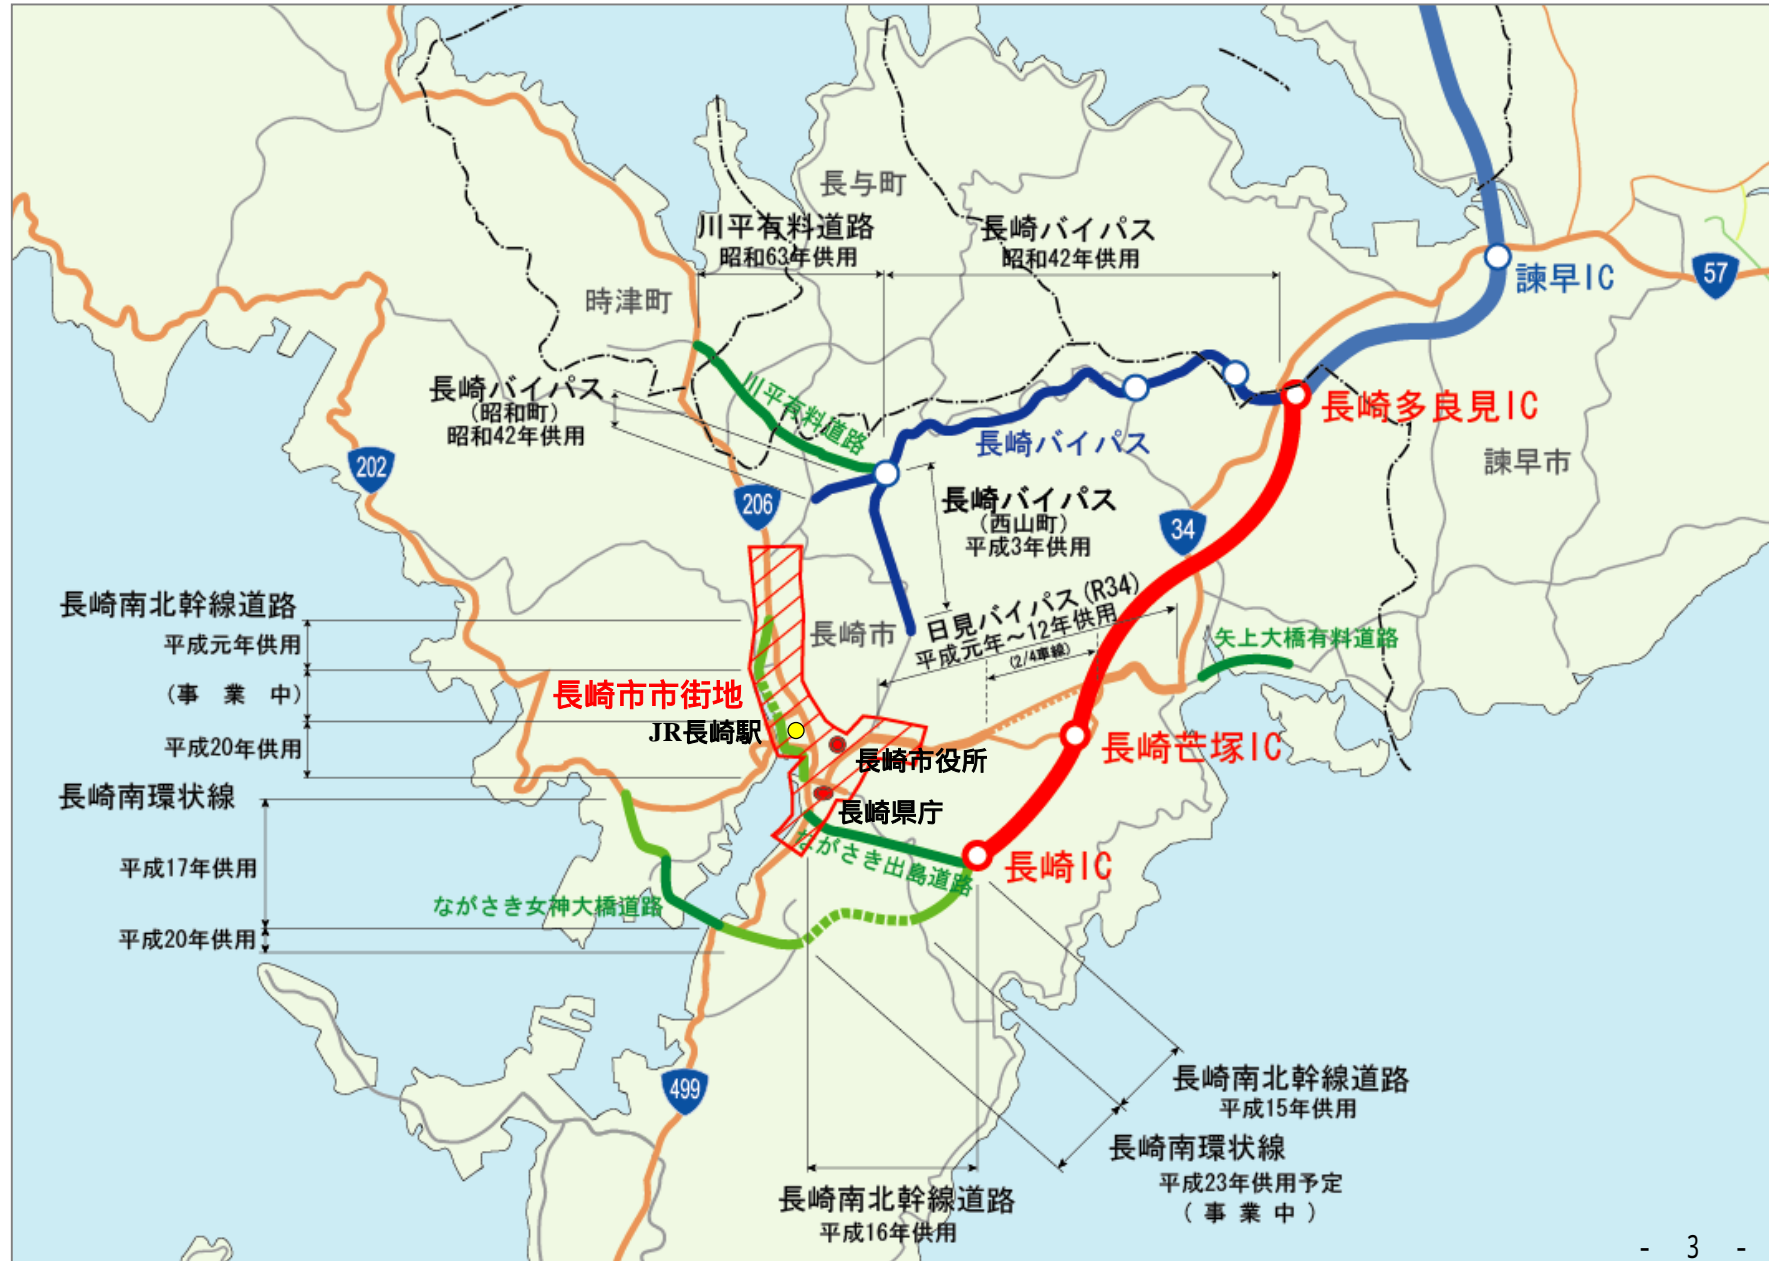 長与町
川平有料道路
昭和63年供用
長崎バイパス
昭和42年供用
諫早IC
57
時津町
長崎バイパス
(昭和町)
昭和42年供用
川平有料道路
長崎バイパス
長崎多良見IC
諫早市
202
206
長崎バイパス
(西山町)
平成3年供用
34
長崎南北幹線道路
平成元年供用
(事 業 中)
平成20年供用
長崎市
日見バイパス(R34)
平成元年～12年供用
(2/4車線)
矢上大橋有料道路
長崎市市街地
JR長崎駅
長崎市役所
長崎芒塚IC
長崎県庁
長崎南環状線
平成17年供用
平成20年供用
ながさき出島道路
長崎IC
ながさき女神大橋道路
499
長崎南北幹線道路
平成15年供用
長崎南環状線
平成23年供用予定
(事 業 中)
長崎南北幹線道路
平成16年供用
- 3 -